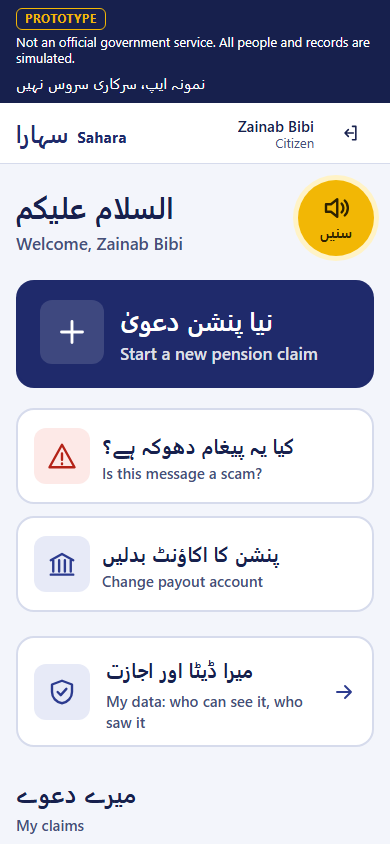 PROTOTYPE
Not an official government service. All people and records are
simulated.
نمونہ ایپ، سرکاری سروس نہیں
سہارا Sahara
Zainab Bibi
Citizen
السلام علیکم
Welcome, Zainab Bibi
سنیں
نیا پنشن دعویٰ
Start a new pension claim
کیا یہ پیغام دھوکہ ہے؟
Is this message a scam?
پنشن کا اکاؤنٹ بدلیں
Change payout account
میرا ڈیٹا اور اجازت
My data: who can see it, who
saw it
میرے دعوے
My claims